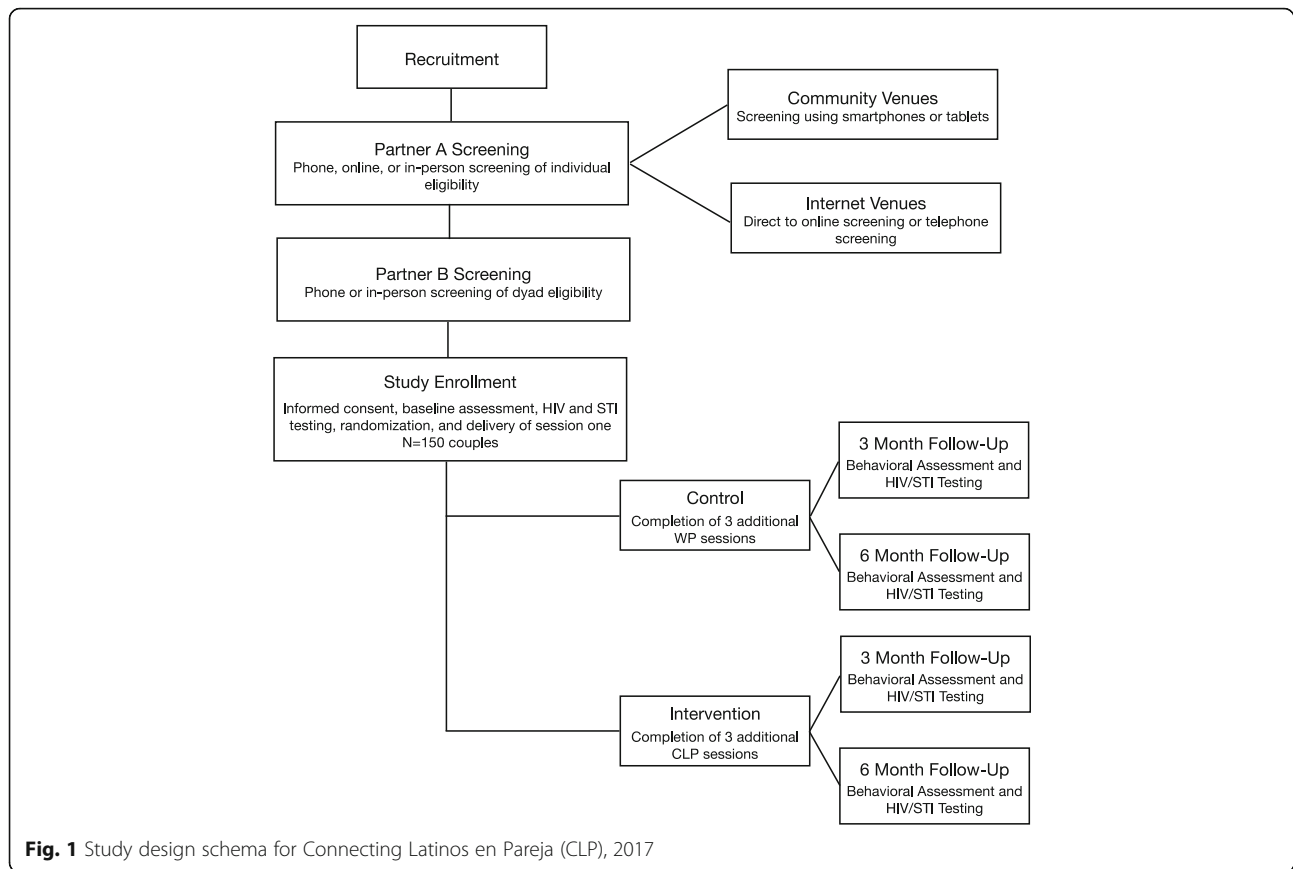 Recruitment
Community Venues
Screening using smartphones or tablets
Partner A Screening
Phone, online, or in-person screening of individual
eligibility
Internet Venues
Direct to online screening or telephone
screening
Partner B Screening
Phone or in-person screening of dyad eligibility
Study Enrollment
Informed consent, baseline assessment, HIV and STI
testing, randomization, and delivery of session one
N=150 couples
3 Month Follow-Up
Behavioral Assessment and
HIV/STI Testing
Control
Completion of 3 additional
WP sessions
6 Month Follow-Up
Behavioral Assessment and
HIV/STI Testing
3 Month Follow-Up
Behavioral Assessment and
HIV/STI Testing
Intervention
Completion of 3 additional
CLP sessions
6 Month Follow-Up
Behavioral Assessment and
HIV/STI Testing
Fig. 1 Study design schema for Connecting Latinos en Pareja (CLP), 2017